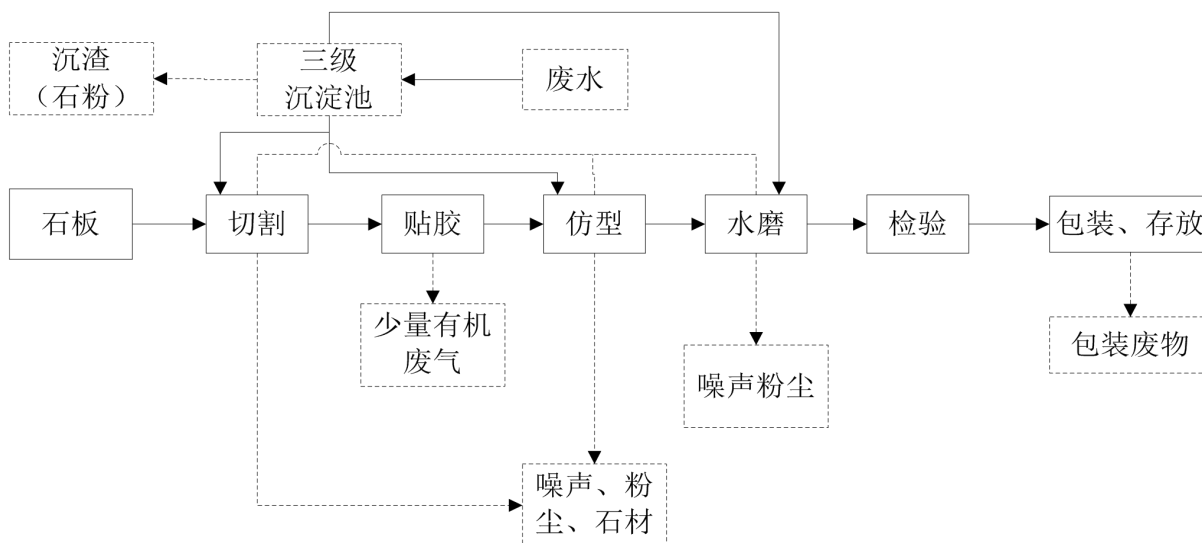 沉渣
（石粉）
三级
沉淀池
废水
石板
切割
贴胶
仿型
水磨
检验
包装、存放
少量有机
废气
噪声粉尘
包装废物
噪声、粉
尘、石材